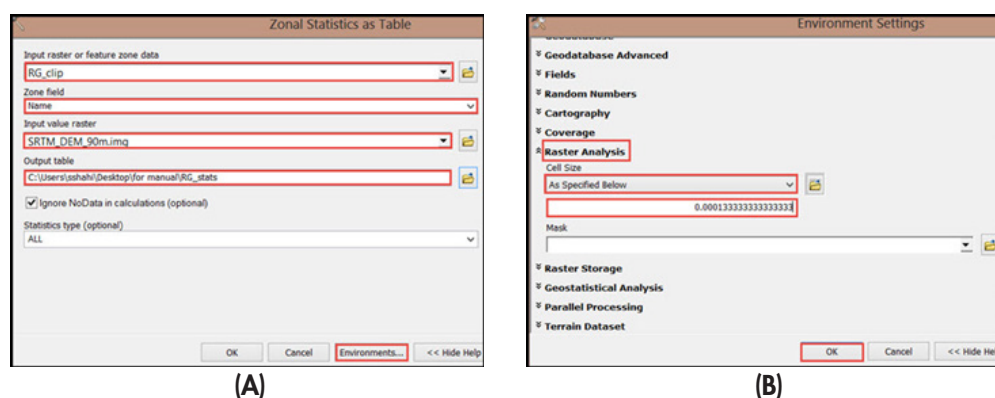 Zonal Statistics as Table
Input raster or feature zone data
RG_clip
Zone field
Name
Input value raster
SRTM_DEM_90m.img
Output table
C:\Users\sshahi\Desktop\for manual\RG_stats
Ignore NoData in calculations (optional)
Statistics type (optional)
ALL
OK Cancel Environments... << Hide Help
(A)
Environment Settings
Geodatabase Advanced
Fields
Random Numbers
Cartography
Coverage
Raster Analysis
Cell Size
As Specified Below
0.000133333333333333
Mask
Raster Storage
Geostatistical Analysis
Parallel Processing
Terrain Dataset
OK Cancel << Hide He
(B)